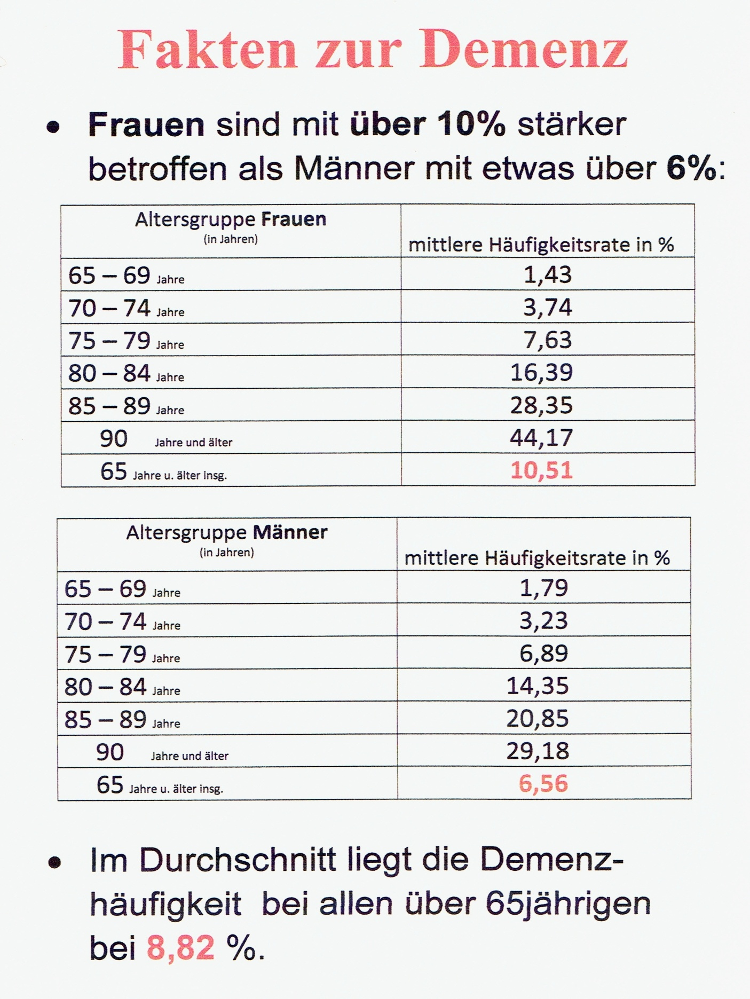 Fakten zur Demenz
• Frauen sind mit über 10% stärker
betroffen als Männer mit etwas über 6%:
Altersgruppe Frauen
(in Jahren)
mittlere Häufigkeitsrate in %
65 – 69 Jahre 1,43
70 – 74 Jahre 3,74
75 – 79 Jahre 7,63
80 – 84 Jahre 16,39
85 – 89 Jahre 28,35
90 Jahre und älter 44,17
65 Jahre u. älter insg. 10,51
Altersgruppe Männer
(in Jahren)
mittlere Häufigkeitsrate in %
65 – 69 Jahre 1,79
70 – 74 Jahre 3,23
75 – 79 Jahre 6,89
80 – 84 Jahre 14,35
85 – 89 Jahre 20,85
90 Jahre und älter 29,18
65 Jahre u. älter insg. 6,56
• Im Durchschnitt liegt die Demenz-
häufigkeit bei allen über 65jährigen
bei 8,82 %.